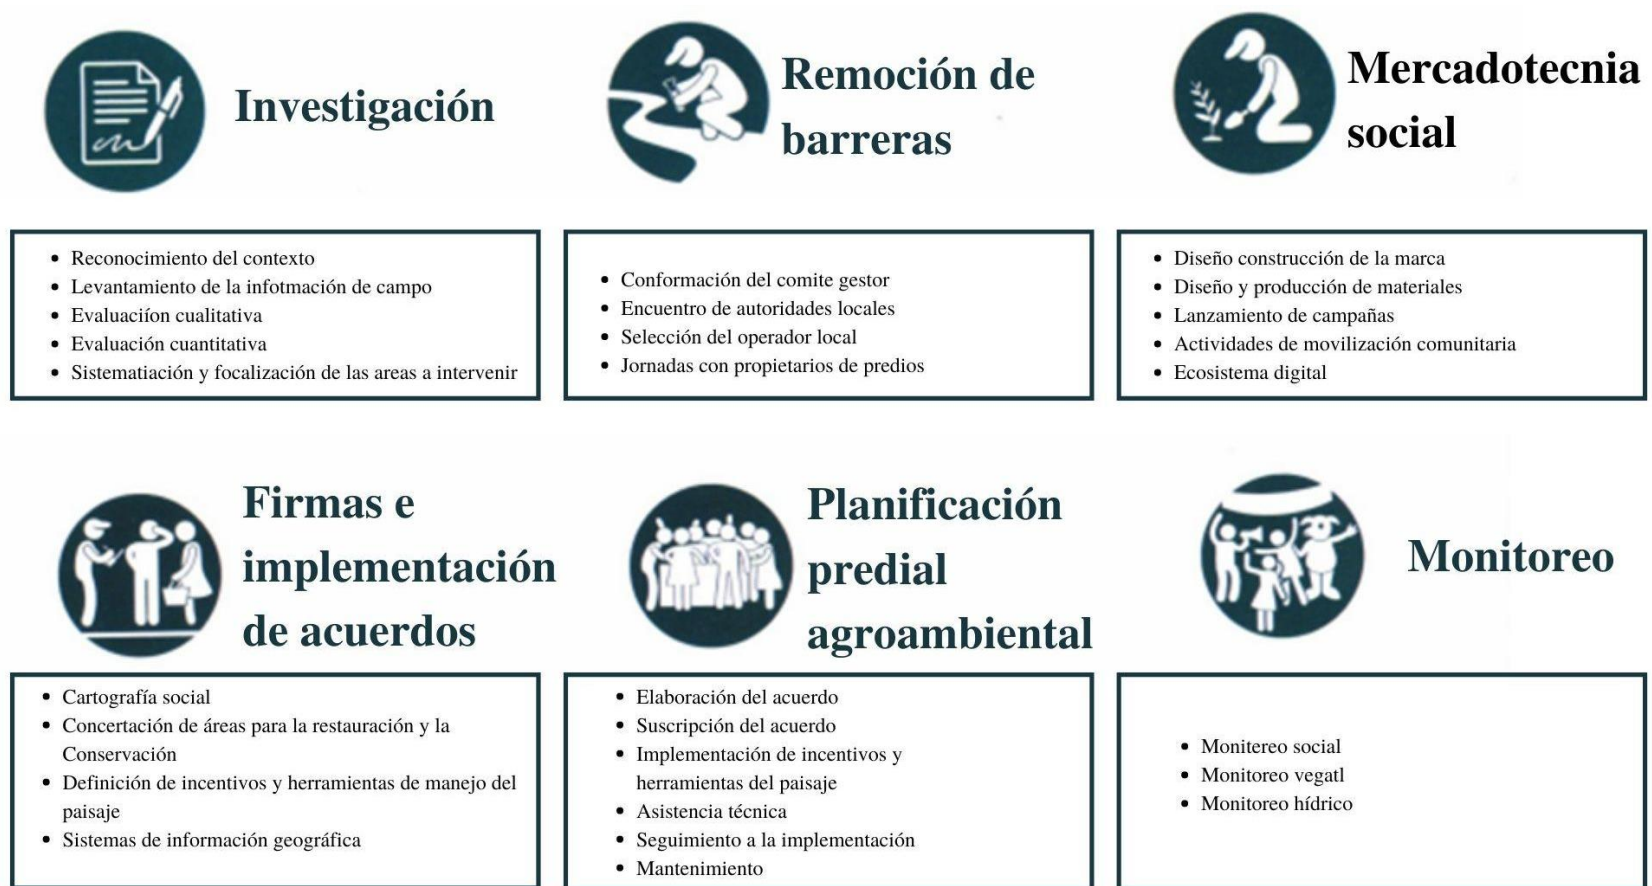 Investigación
• Reconocimiento del contexto
• Levantamiento de la infotmación de campo
• Evaluaciíon cualitativa
• Evaluación cuantitativa
• Sistematiación y focalización de las areas a intervenir
Remoción de
barreras
• Conformación del comite gestor
• Encuentro de autoridades locales
• Selección del operador local
• Jornadas con propietarios de predios
Mercadotecnia
social
• Diseño construcción de la marca
• Diseño y producción de materiales
• Lanzamiento de campañas
• Actividades de movilización comunitaria
• Ecosistema digital
Firmas e
implementación
de acuerdos
• Cartografía social
• Concertación de áreas para la restauración y la
Conservación
• Definición de incentivos y herramientas de manejo del
paisaje
• Sistemas de información geográfica
Planificación
predial
agroambiental
• Elaboración del acuerdo
• Suscripción del acuerdo
• Implementación de incentivos y
herramientas del paisaje
• Asistencia técnica
• Seguimiento a la implementación
• Mantenimiento
Monitoreo
• Monitereo social
• Monitoreo vegatl
• Monitoreo hídrico